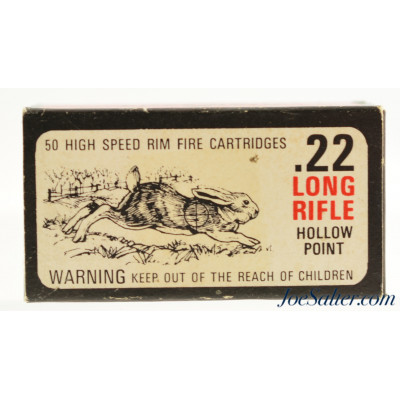 50 HIGH SPEED RIM FIRE CARTRIDGES
.22
LONG
RIFLE
HOLLOW
POINT
WARNING KEEP OUT OF THE REACH OF CHILDREN
JoeSalter.com